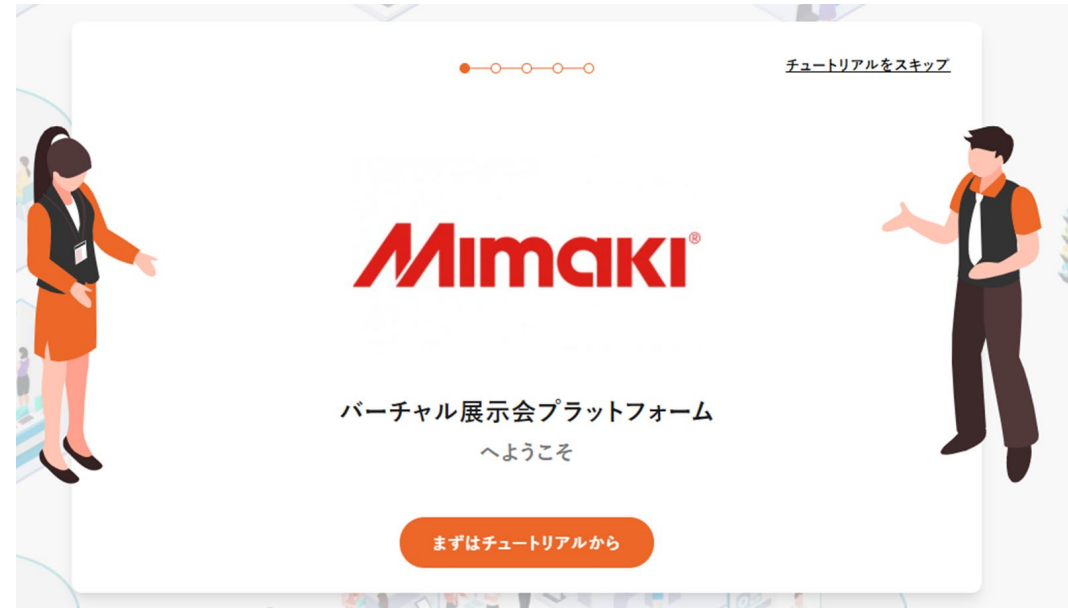 チュートリアルをスキップ
Mimaki®
バーチャル展示会プラットフォーム
へようこそ
まずはチュートリアルから